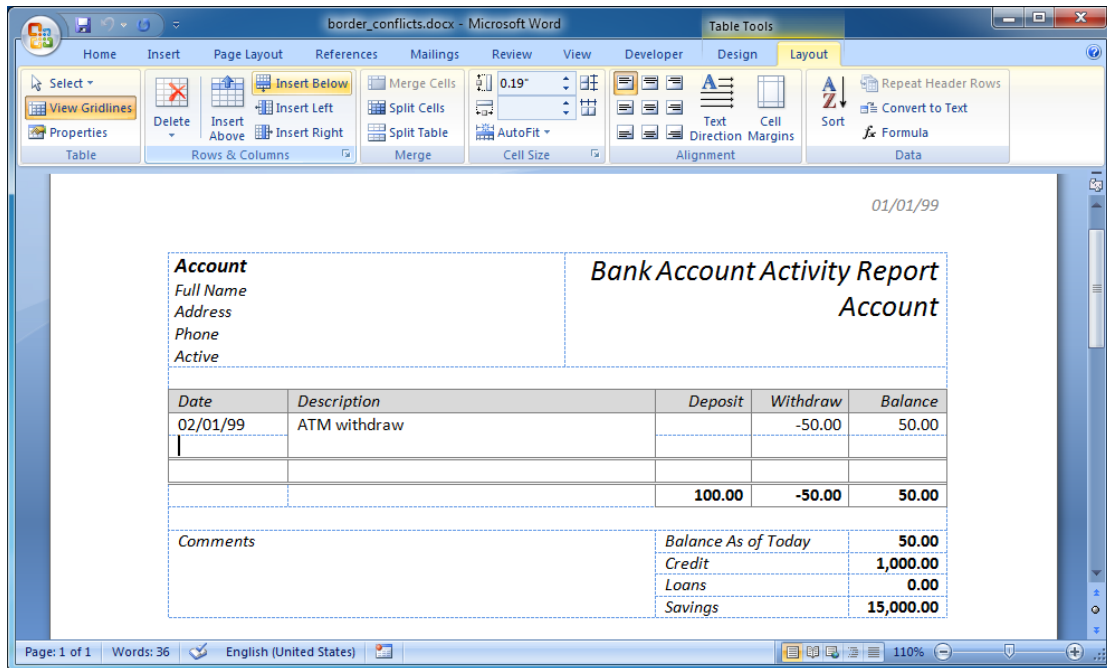 border_conflicts.docx - Microsoft Word
Table Tools
Home Insert Page Layout References Mailings Review View Developer Design Layout
Select
View Gridlines
Properties
Table
Delete
Insert Above
Insert Below
Insert Left
Insert Right
Rows & Columns
Merge Cells
Split Cells
Split Table
Merge
0.19"
AutoFit
Cell Size
Text Direction
Cell Margins
Alignment
A
Z
Sort
Repeat Header Rows
Convert to Text
fx Formula
Data
01/01/99
Account
Full Name
Address
Phone
Active
Bank Account Activity Report
Account
Date Description Deposit Withdraw Balance
02/01/99 ATM withdraw -50.00 50.00
100.00 -50.00 50.00
Comments
Balance As of Today 50.00
Credit 1,000.00
Loans 0.00
Savings 15,000.00
Page: 1 of 1 Words: 36 English (United States) 110%